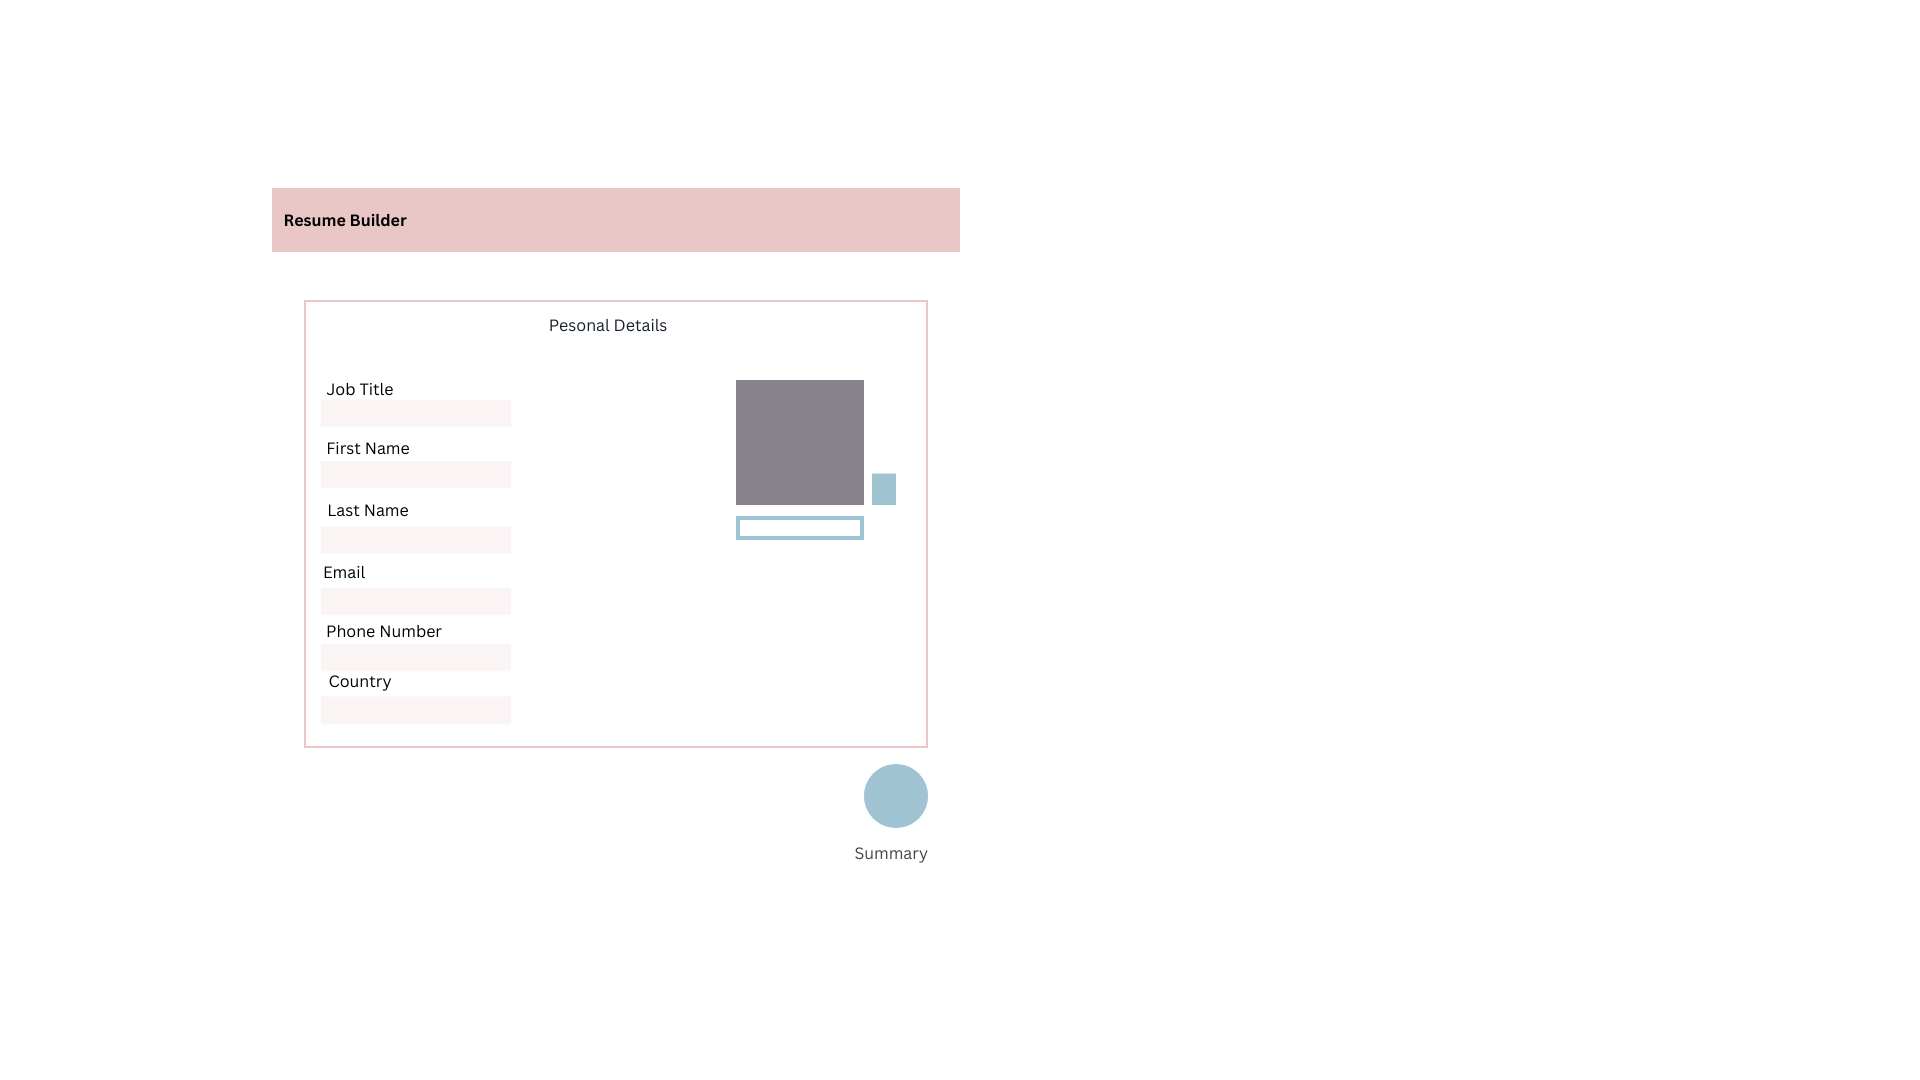 Resume Builder
Pesonal Details
Job Title
First Name
Last Name
Email
Phone Number
Country
Summary